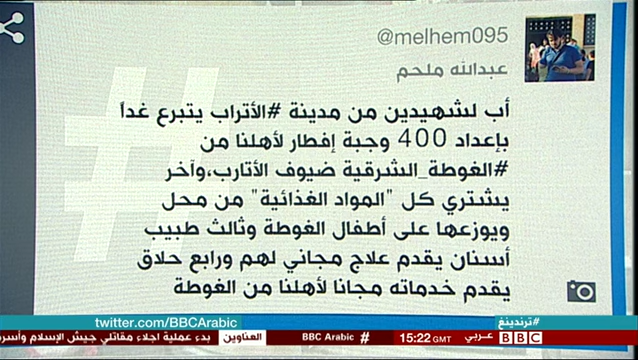 @melhem095
عبدالله ملحم
أب لشهيدين من مدينة #الأتراب يتبرع غداً
بإعداد 400 وجبة إفطار لأهلنا من
#الغوطة_الشرقية ضيوف الأتارب،وآخر
يشتري كل "المواد الغذائية" من محل
ويوزعها على أطفال الغوطة وثالث طبيب
أسنان يقدم علاج مجاني لهم ورابع حلاق
يقدم خدماته مجانا لأهلنا من الغوطة
#ترندينغ
twitter.com/BBCArabic
BBC عربي
15:22 GMT
BBC Arabic #
العناوين
بدء عملية اجلاء مقاتلي جيش الإسلام وأسر